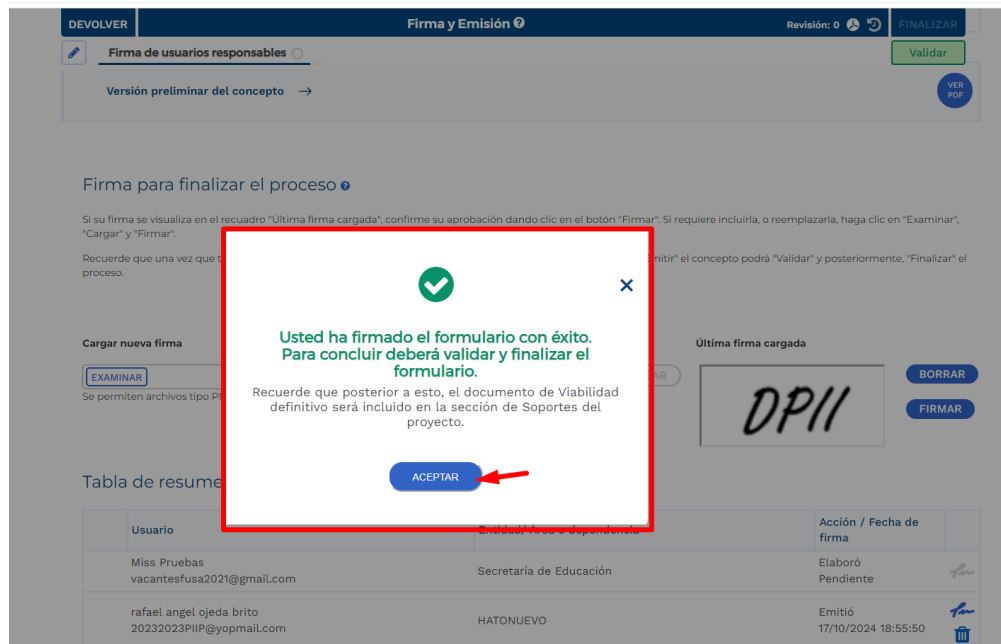 DEVOLVER Firma y Emisión Revisión: 0 FINALIZAR
Firma de usuarios responsables Validar
Versión preliminar del concepto → VER PDF
Firma para finalizar el proceso
Si su firma se visualiza en el recuadro "Última firma cargada", confirme su aprobación dando clic en el botón "Firmar". Si requiere incluirla, o reemplazarla, haga clic en "Examinar",
"Cargar" y "Firmar".
Recuerde que una vez que el concepto podrá "Validar" y posteriormente, "Finalizar" el
proceso.
Usted ha firmado el formulario con éxito.
Para concluir deberá validar y finalizar el
formulario.
Recuerde que posterior a esto, el documento de Viabilidad
definitivo será incluido en la sección de Soportes del
proyecto.
ACEPTAR
Cargar nueva firma Última firma cargada
EXAMINAR BORRAR
Se permiten archivos tipo
DPII
FIRMAR
Tabla de
Usuario Acción / Fecha de
firma
Miss Pruebas Elaboró
vacantesfusa2021@gmail.com Secretaría de Educación Pendiente
rafael angel ojeda brito Emitió
20232023PIIP@yopmail.com HATONUEVO 17/10/2024 18:55:50